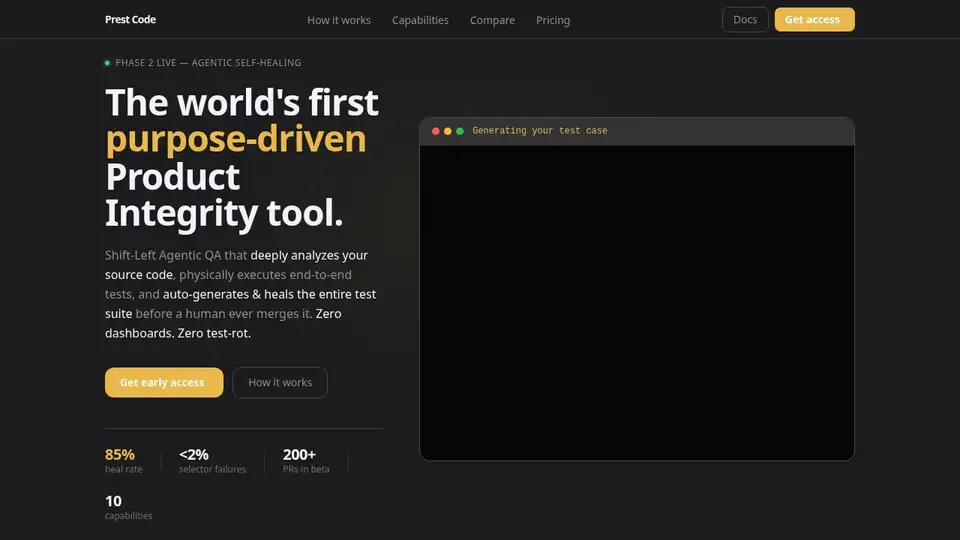 Prest Code
How it works
Capabilities
Compare
Pricing
Docs
Get access
PHASE 2 LIVE — AGENTIC SELF-HEALING
The world's first
purpose-driven
Product
Integrity tool.
Shift-Left Agentic QA that deeply analyzes your
source code, physically executes end-to-end
tests, and auto-generates & heals the entire test
suite before a human ever merges it. Zero
dashboards. Zero test-rot.
Get early access
How it works
85%
heal rate
<2%
selector failures
200+
PRs in beta
10
capabilities
Generating your test case